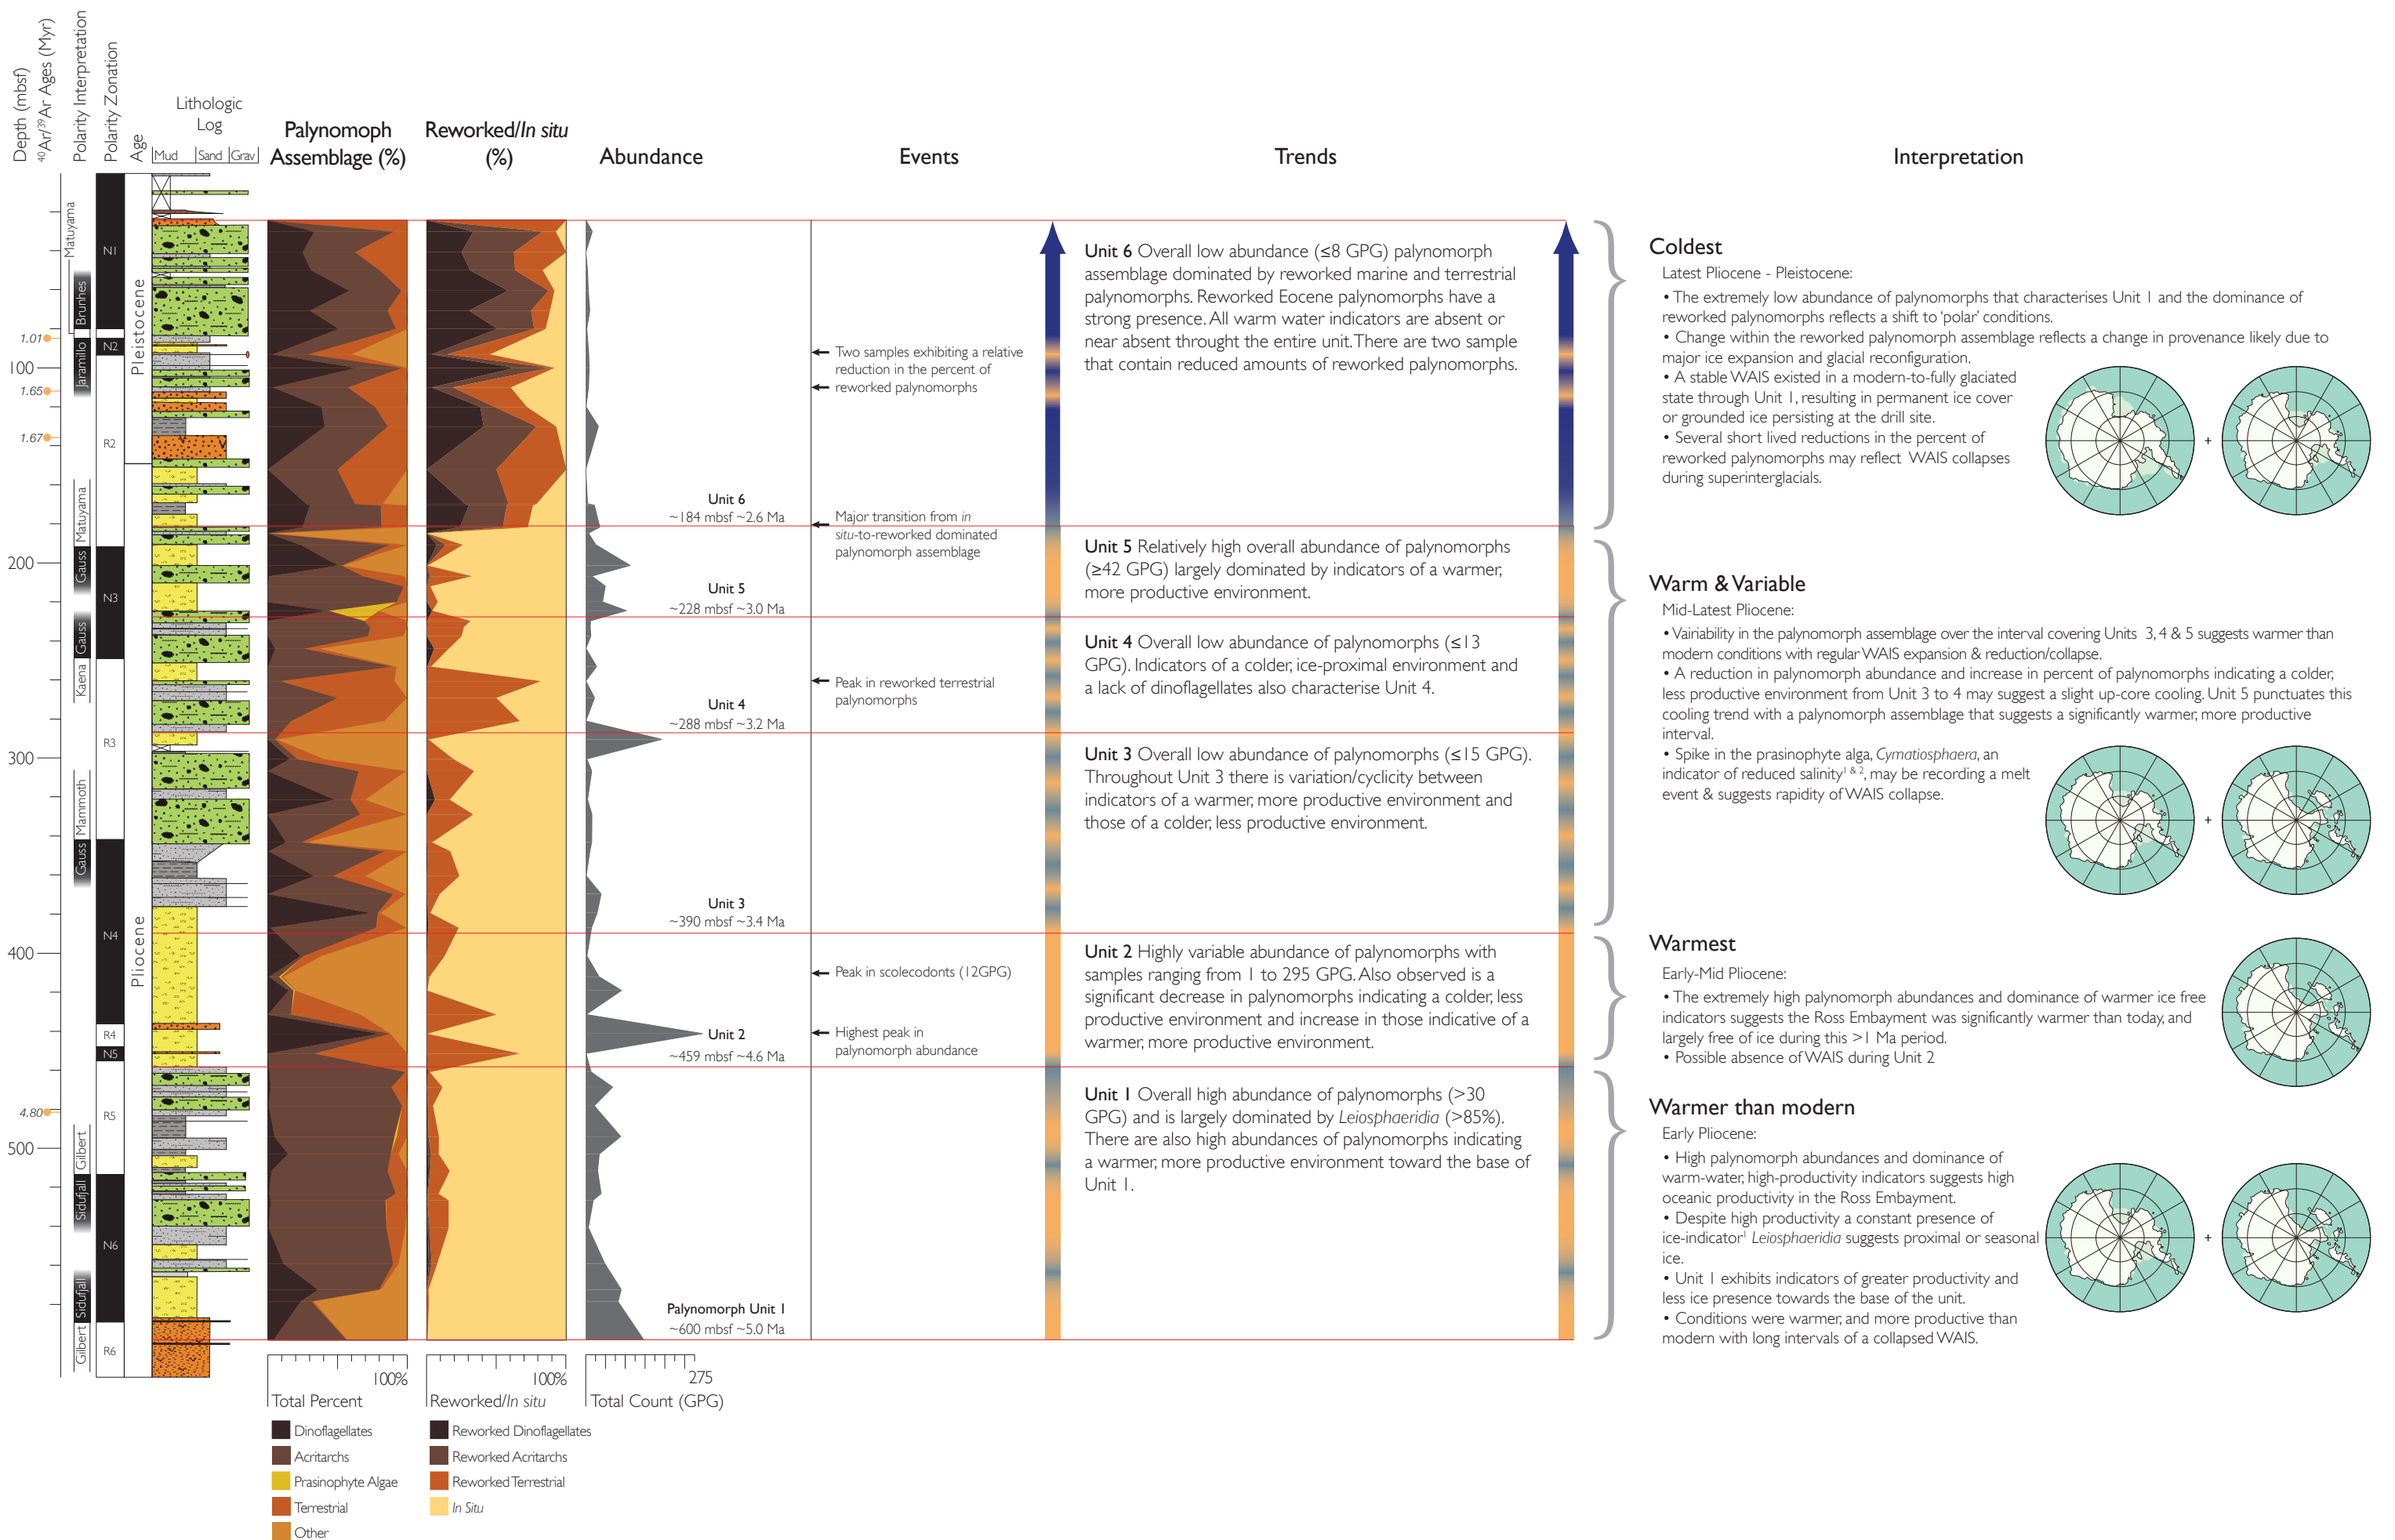 Depth (mbsf)
40Ar/39Ar Ages (Myr)
Polarity Interpretation
Polarity Zonation
Age
Lithologic
Log
Mud
Sand
Grav
Palynomoph
Assemblage (%)
Reworked/In situ
(%)
Abundance
Events
Trends
Interpretation
100
200
300
400
500
1.01
1.65
1.67
4.80
Matuyama
Brunhes
Jaramillo
Matuyama
Gauss
Gauss
Kaena
Mammoth
Gauss
Gilbert
Sidufjall
Sidufjall
Gilbert
N1
N2
R2
N3
R3
N4
R4
N5
R5
N6
R6
Pleistocene
Pliocene
Unit 6
~184 mbsf ~2.6 Ma
Unit 5
~228 mbsf ~3.0 Ma
Unit 4
~288 mbsf ~3.2 Ma
Unit 3
~390 mbsf ~3.4 Ma
Unit 2
~459 mbsf ~4.6 Ma
Palynomorph Unit 1
~600 mbsf ~5.0 Ma
Two samples exhibiting a relative
reduction in the percent of
reworked palynomorphs
Major transition from in
situ-to-reworked dominated
palynomorph assemblage
Peak in reworked terrestrial
palynomorphs
Peak in scolecodonts (12GPG)
Highest peak in
palynomorph abundance
Unit 6 Overall low abundance (≤8 GPG) palynomorph
assemblage dominated by reworked marine and terrestrial
palynomorphs. Reworked Eocene palynomorphs have a
strong presence. All warm water indicators are absent or
near absent throught the entire unit. There are two sample
that contain reduced amounts of reworked palynomorphs.
Unit 5 Relatively high overall abundance of palynomorphs
(≥42 GPG) largely dominated by indicators of a warmer,
more productive environment.
Unit 4 Overall low abundance of palynomorphs (≤13
GPG). Indicators of a colder, ice-proximal environment and
a lack of dinoflagellates also characterise Unit 4.
Unit 3 Overall low abundance of palynomorphs (≤15 GPG).
Throughout Unit 3 there is variation/cyclicity between
indicators of a warmer, more productive environment and
those of a colder, less productive environment.
Unit 2 Highly variable abundance of palynomorphs with
samples ranging from 1 to 295 GPG. Also observed is a
significant decrease in palynomorphs indicating a colder, less
productive environment and increase in those indicative of a
warmer, more productive environment.
Unit 1 Overall high abundance of palynomorphs (>30
GPG) and is largely dominated by Leiosphaeridia (>85%).
There are also high abundances of palynomorphs indicating
a warmer, more productive environment toward the base of
Unit 1.
Coldest
Latest Pliocene - Pleistocene:
• The extremely low abundance of palynomorphs that characterises Unit 1 and the dominance of
reworked palynomorphs reflects a shift to 'polar' conditions.
• Change within the reworked palynomorph assemblage reflects a change in provenance likely due to
major ice expansion and glacial reconfiguration.
• A stable WAIS existed in a modern-to-fully glaciated
state through Unit 1, resulting in permanent ice cover
or grounded ice persisting at the drill site.
• Several short lived reductions in the percent of
reworked palynomorphs may reflect WAIS collapses
during superinterglacials.
+
Warm & Variable
Mid-Latest Pliocene:
• Vairiability in the palynomorph assemblage over the interval covering Units 3, 4 & 5 suggests warmer than
modern conditions with regular WAIS expansion & reduction/collapse.
• A reduction in palynomorph abundance and increase in percent of palynomorphs indicating a colder,
less productive environment from Unit 3 to 4 may suggest a slight up-core cooling. Unit 5 punctuates this
cooling trend with a palynomorph assemblage that suggests a significantly warmer, more productive
interval.
• Spike in the prasinophyte alga, Cymatiosphaera, an
indicator of reduced salinity1 & 2, may be recording a melt
event & suggests rapidity of WAIS collapse.
+
Warmest
Early-Mid Pliocene:
• The extremely high palynomorph abundances and dominance of warmer ice free
indicators suggests the Ross Embayment was significantly warmer than today, and
largely free of ice during this >1 Ma period.
• Possible absence of WAIS during Unit 2
Warmer than modern
Early Pliocene:
• High palynomorph abundances and dominance of
warm-water, high-productivity indicators suggests high
oceanic productivity in the Ross Embayment.
• Despite high productivity a constant presence of
ice-indicator1 Leiosphaeridia suggests proximal or seasonal
ice.
• Unit 1 exhibits indicators of greater productivity and
less ice presence towards the base of the unit.
• Conditions were warmer, and more productive than
modern with long intervals of a collapsed WAIS.
+
100%
Total Percent
Dinoflagellates
Acritarchs
Prasinophyte Algae
Terrestrial
Other
100%
Reworked/In situ
Reworked Dinoflagellates
Reworked Acritarchs
Reworked Terrestrial
In Situ
275
Total Count (GPG)